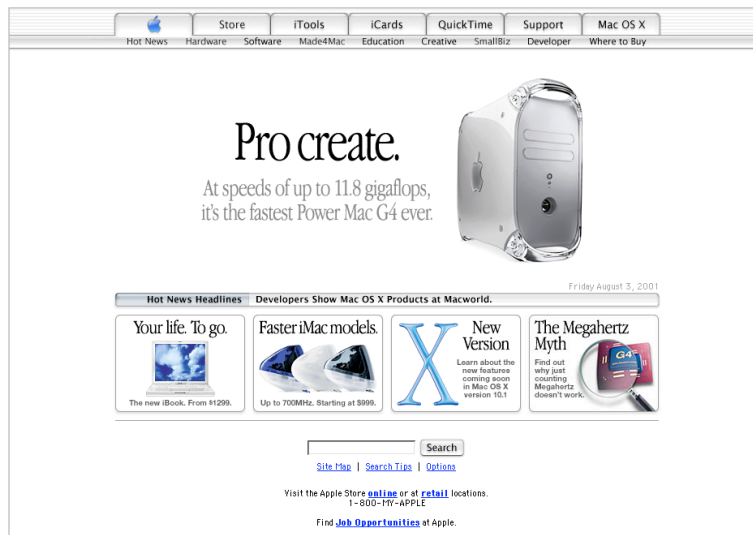 Store iTools iCards QuickTime Support Mac OS X
Hot News Hardware Software Made4Mac Education Creative SmallBiz Developer Where to Buy
Pro create.
At speeds of up to 11.8 gigaflops,
it's the fastest Power Mac G4 ever.
Friday August 3, 2001
Hot News Headlines Developers Show Mac OS X Products at Macworld.
Your life. To go.
The new iBook. From $1299.
Faster iMac models.
Up to 700MHz. Starting at $999.
X
New
Version
Learn about the
new features
coming soon
in Mac OS X
version 10.1
The Megahertz
Myth
Find out
why just
counting
Megahertz
doesn't work.
G4
Search
Site Map | Search Tips | Options
Visit the Apple Store online or at retail locations.
1-800-MY-APPLE
Find Job Opportunities at Apple.